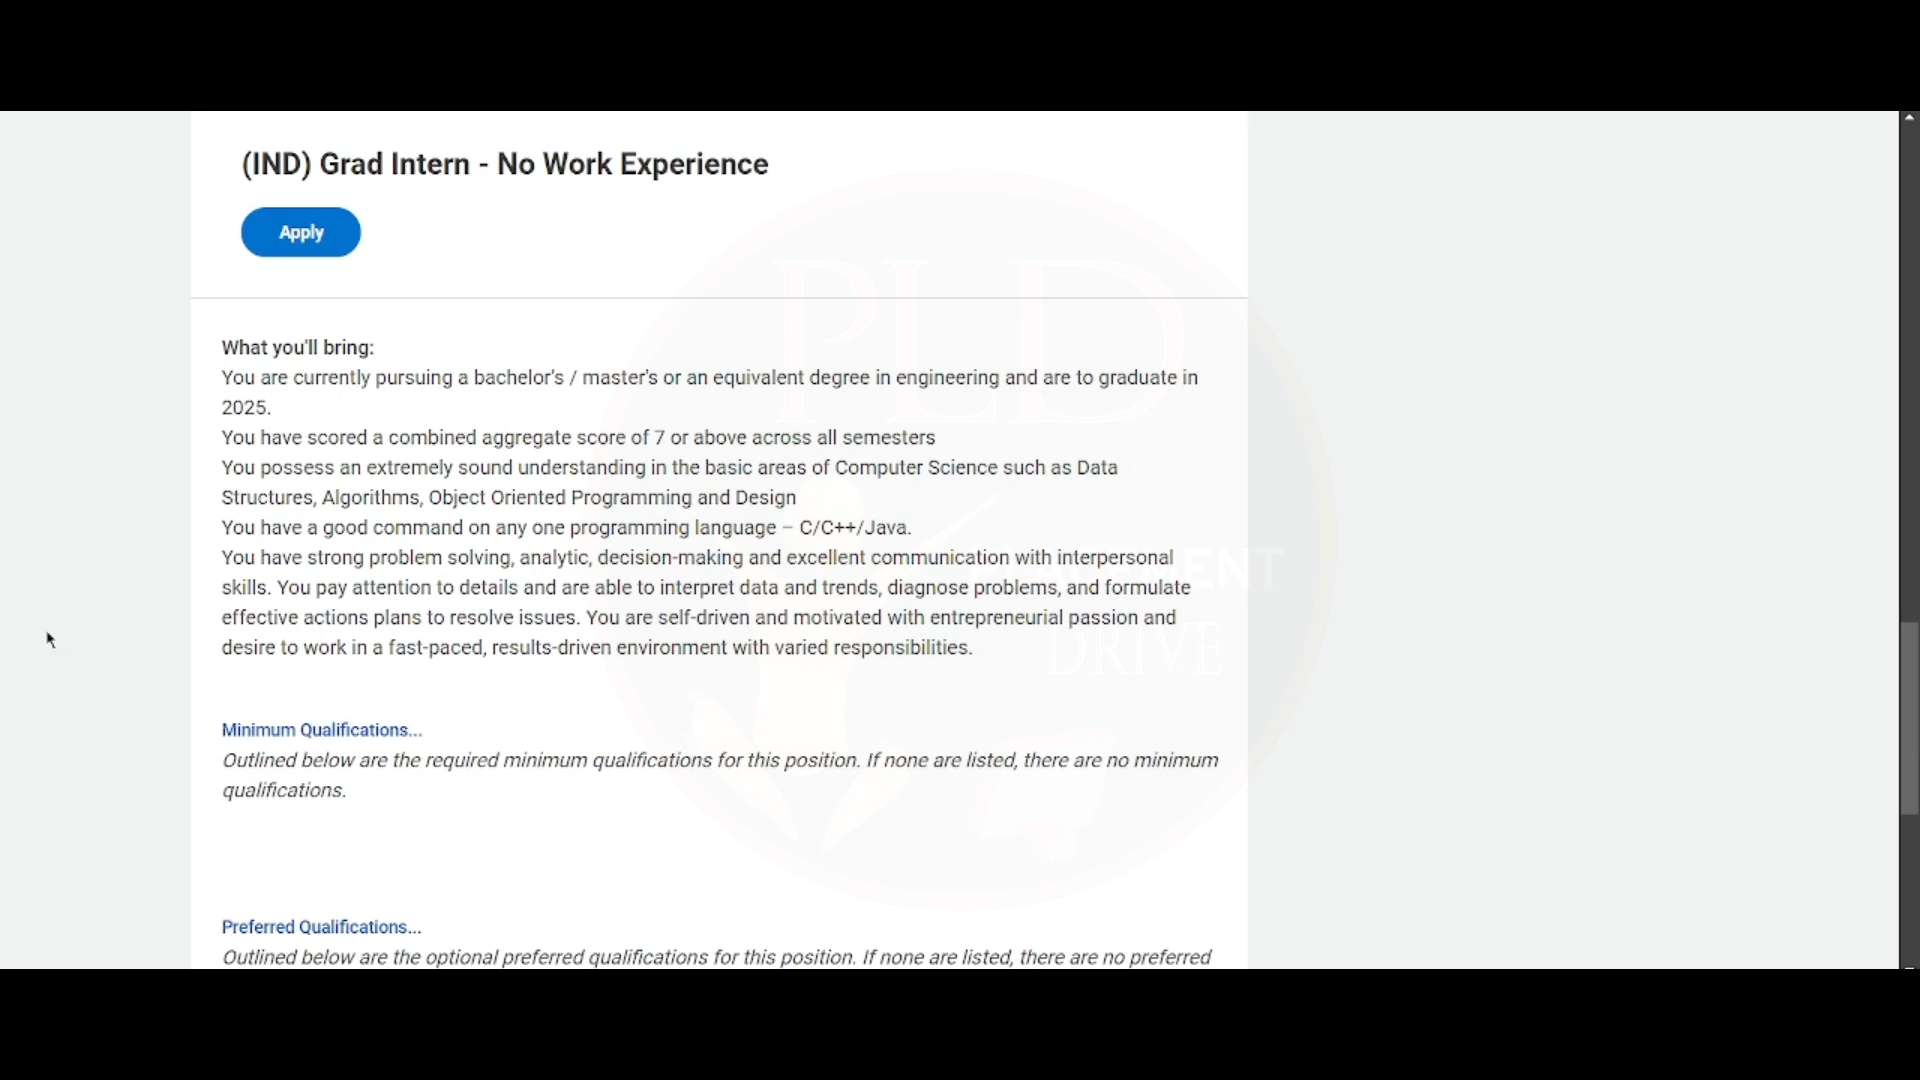 (IND) Grad Intern - No Work Experience
Apply
What you'll bring:
You are currently pursuing a bachelor's / master's or an equivalent degree in engineering and are to graduate in
2025.
You have scored a combined aggregate score of 7 or above across all semesters
You possess an extremely sound understanding in the basic areas of Computer Science such as Data
Structures, Algorithms, Object Oriented Programming and Design
You have a good command on any one programming language – C/C++/Java.
You have strong problem solving, analytic, decision-making and excellent communication with interpersonal
skills. You pay attention to details and are able to interpret data and trends, diagnose problems, and formulate
effective actions plans to resolve issues. You are self-driven and motivated with entrepreneurial passion and
desire to work in a fast-paced, results-driven environment with varied responsibilities.
Minimum Qualifications...
Outlined below are the required minimum qualifications for this position. If none are listed, there are no minimum
qualifications.
Preferred Qualifications...
Outlined below are the optional preferred qualifications for this position. If none are listed, there are no preferred
PLD
DRIVE